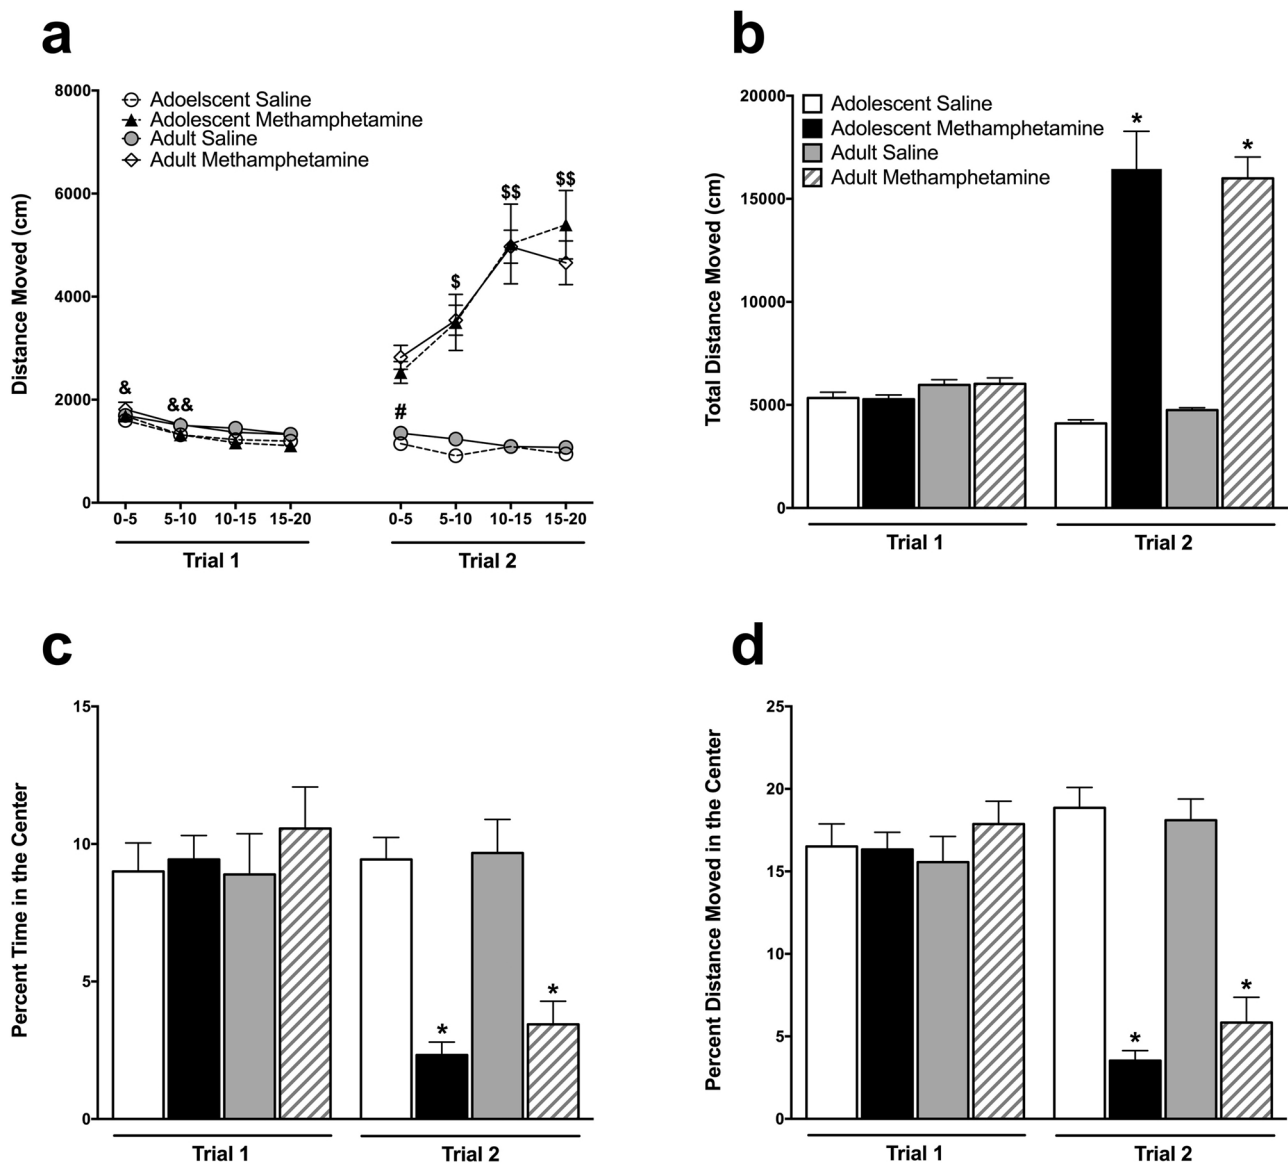 a
8000
6000
4000
2000
0
Distance Moved (cm)
Adoelscent Saline
Adolescent Methamphetamine
Adult Saline
Adult Methamphetamine
&
&&
#
$
$$
$$
0-5 5-10 10-15 15-20
0-5 5-10 10-15 15-20
Trial 1
Trial 2
b
20000
15000
10000
5000
0
Total Distance Moved (cm)
Adolescent Saline
Adolescent Methamphetamine
Adult Saline
Adult Methamphetamine
*
*
Trial 1
Trial 2
c
15
10
5
0
Percent Time in the Center
*
*
Trial 1
Trial 2
d
25
20
15
10
5
0
Percent Distance Moved in the Center
*
*
Trial 1
Trial 2